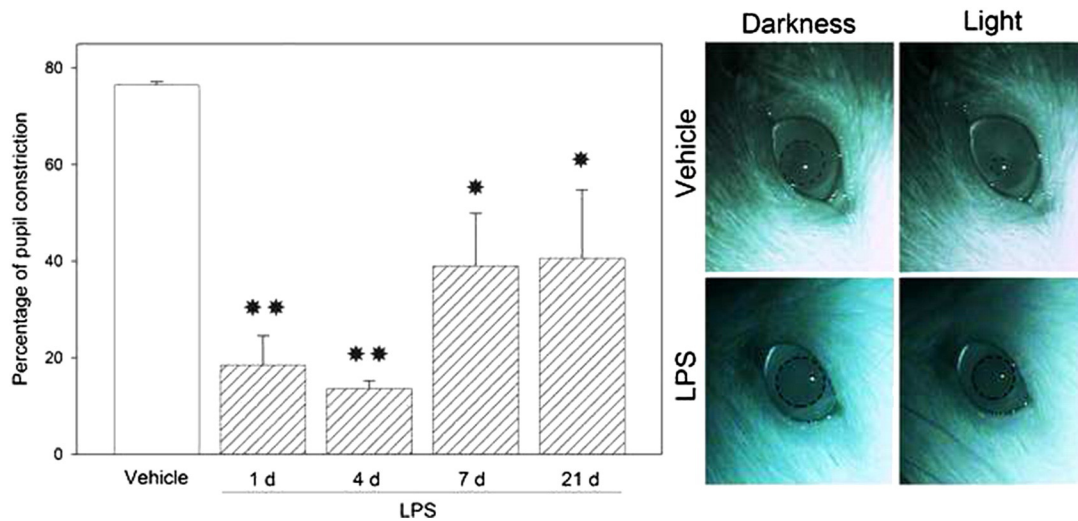 Percentage of pupil constriction
80
60
40
20
0
✷✷
✷✷
✷
✷
Vehicle
1 d
4 d
7 d
21 d
LPS
Darkness
Light
Vehicle
LPS